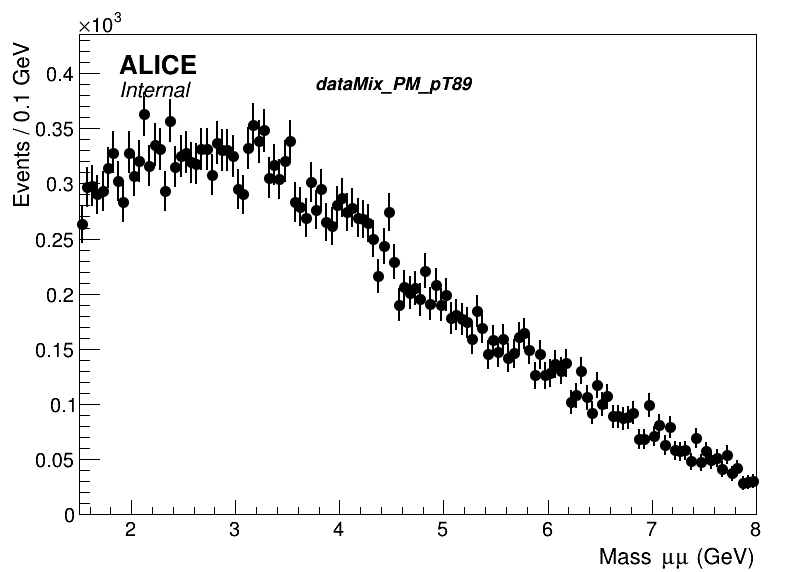 ×10³
ALICE
Internal
dataMix_PM_pT89
Events / 0.1 GeV
0.4
0.35
0.3
0.25
0.2
0.15
0.1
0.05
0
2 3 4 5 6 7 8
Mass μμ (GeV)